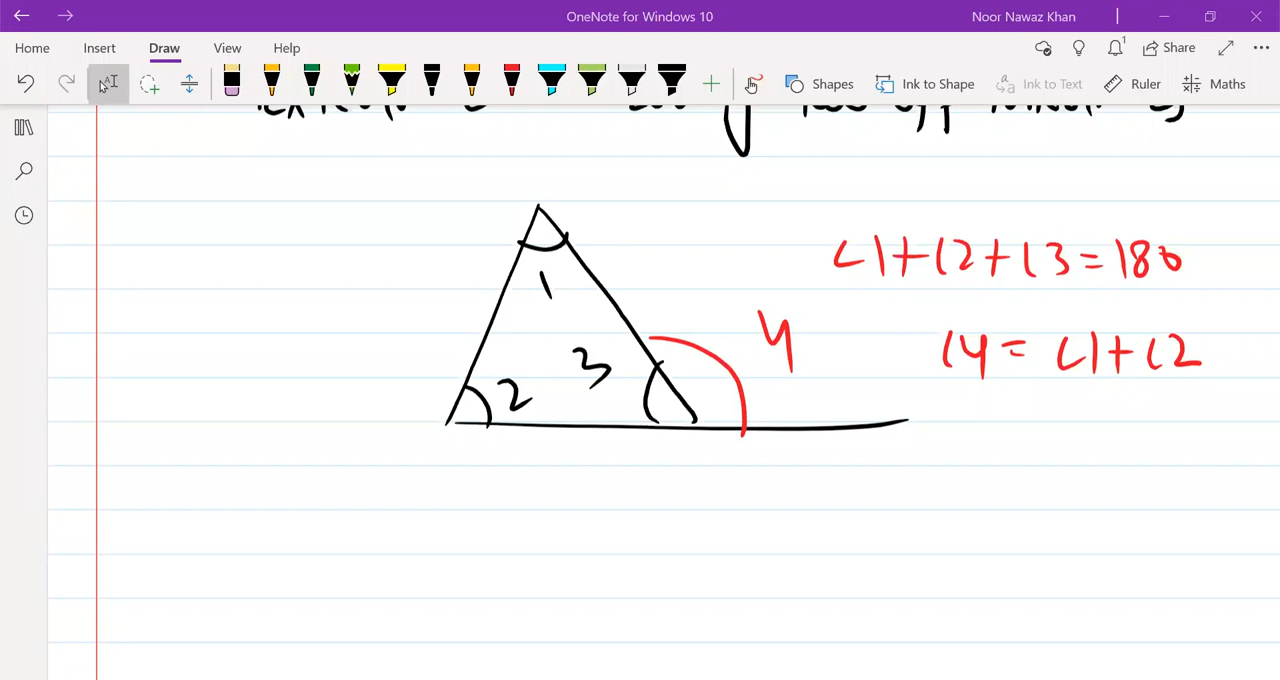 OneNote for Windows 10
Noor Nawaz Khan
Home Insert Draw View Help
1 Share
Shapes Ink to Shape Ink to Text Ruler Maths
∠1+∠2+∠3=180
1
4
∠4=∠1+∠2
3
2